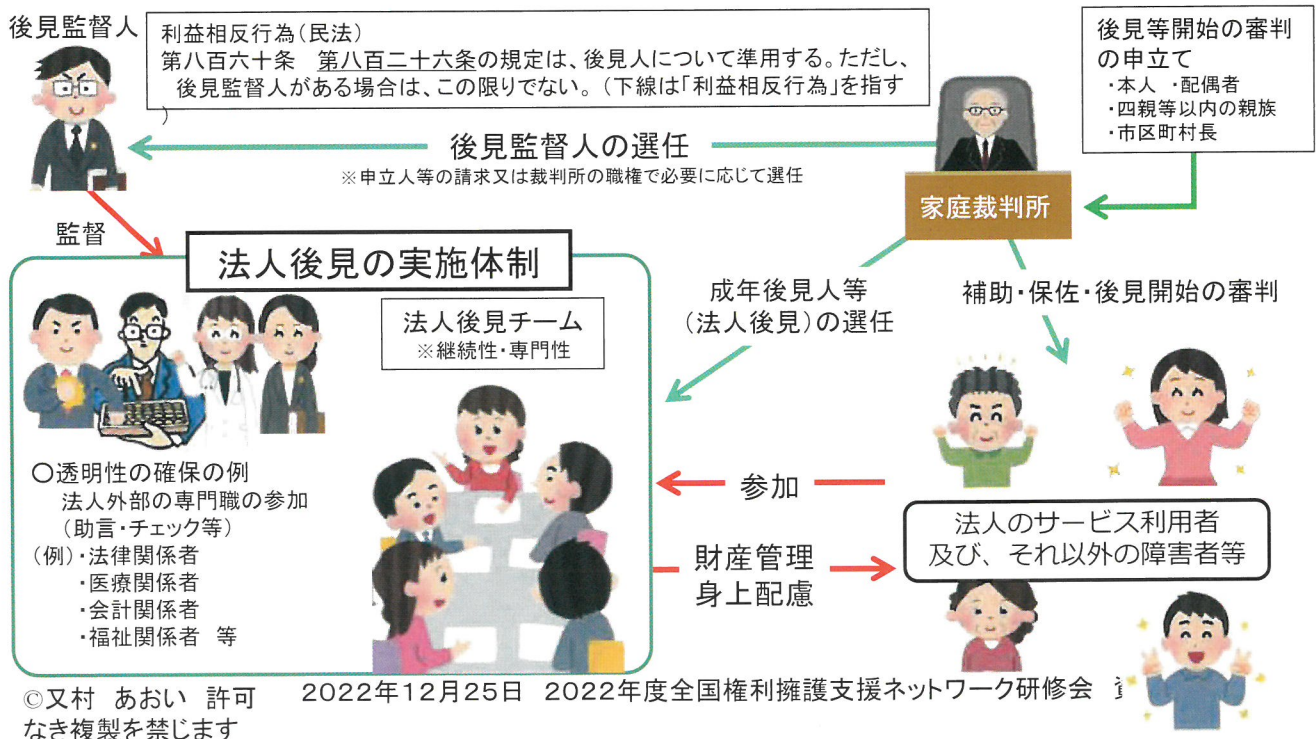 後見監督人
利益相反行為(民法)
第八百六十条　第八百二十六条の規定は、後見人について準用する。ただし、
後見監督人がある場合は、この限りでない。（下線は「利益相反行為」を指す
）
後見等開始の審判
の申立て
・本人　・配偶者
・四親等以内の親族
・市区町村長
後見監督人の選任
※申立人等の請求又は裁判所の職権で必要に応じて選任
家庭裁判所
監督
法人後見の実施体制
成年後見人等
（法人後見）の選任
補助・保佐・後見開始の審判
法人後見チーム
※継続性・専門性
〇透明性の確保の例
法人外部の専門職の参加
（助言・チェック等）
（例）・法律関係者
・医療関係者
・会計関係者
・福祉関係者　等
参加
財産管理
身上配慮
法人のサービス利用者
及び、それ以外の障害者等
©又村　あおい　許可
なき複製を禁じます
2022年12月25日　2022年度全国権利擁護支援ネットワーク研修会